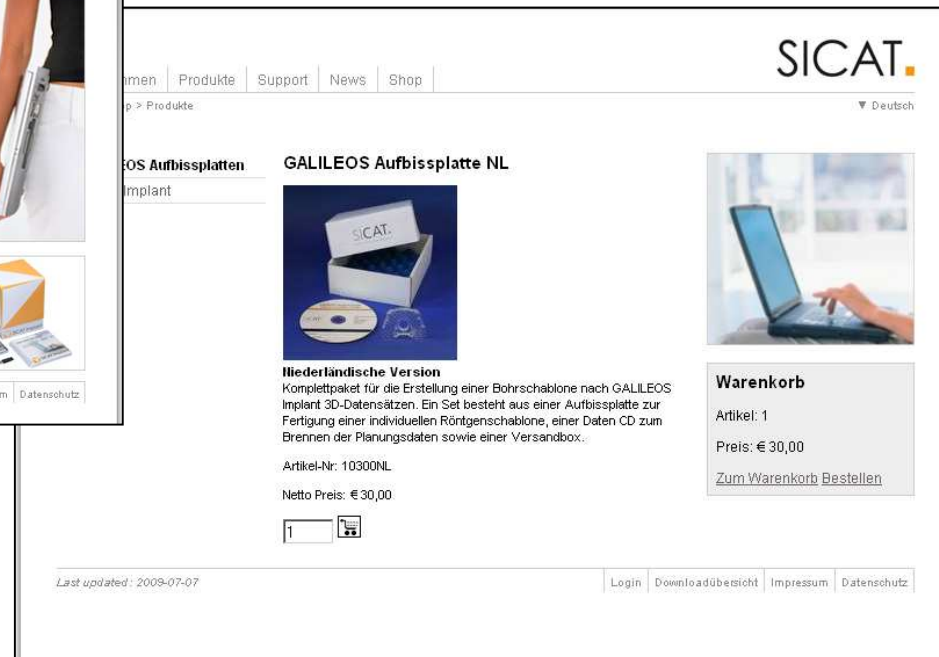 SICAT.
Produkte
Support
News
Shop
> Produkte
▼ Deutsch
Aufbissplatten
Implant
GALILEOS Aufbissplatte NL
SICAT.
Niederländische Version
Komplettpaket für die Erstellung einer Bohrschablone nach GALILEOS
Implant 3D-Datensätzen. Ein Set besteht aus einer Aufbissplatte zur
Fertigung einer individuellen Röntgenschablone, einer Daten CD zum
Brennen der Planungsdaten sowie einer Versandbox.
Artikel-Nr: 10300NL
Netto Preis: € 30,00
1
Warenkorb
Artikel: 1
Preis: € 30,00
Zum Warenkorb Bestellen
Datenschutz
Last updated: 2009-07-07
Login
Downloadübersicht
Impressum
Datenschutz